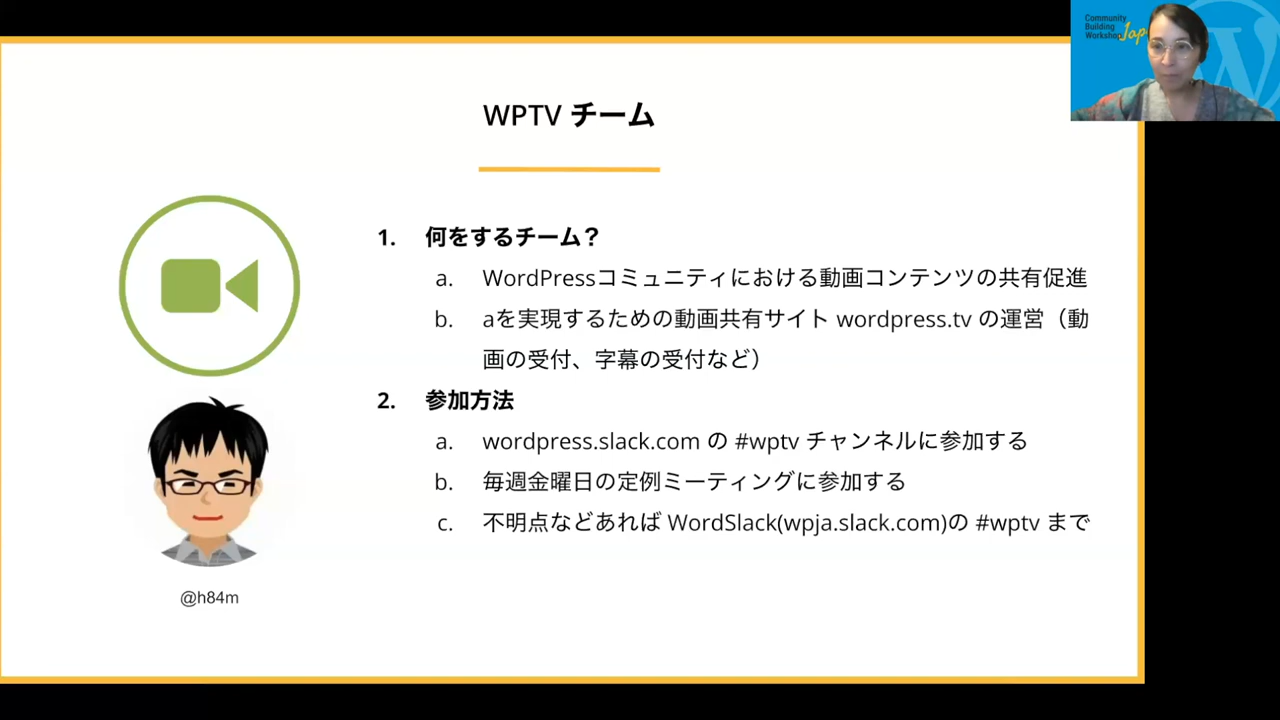 Community
Building
Workshop
WPTV チーム
1. 何をするチーム？
a. WordPressコミュニティにおける動画コンテンツの共有促進
b. aを実現するための動画共有サイト wordpress.tv の運営（動
画の受付、字幕の受付など）
2. 参加方法
a. wordpress.slack.com の #wptv チャンネルに参加する
b. 毎週金曜日の定例ミーティングに参加する
c. 不明点などあれば WordSlack(wpja.slack.com)の #wptv まで
@h84m